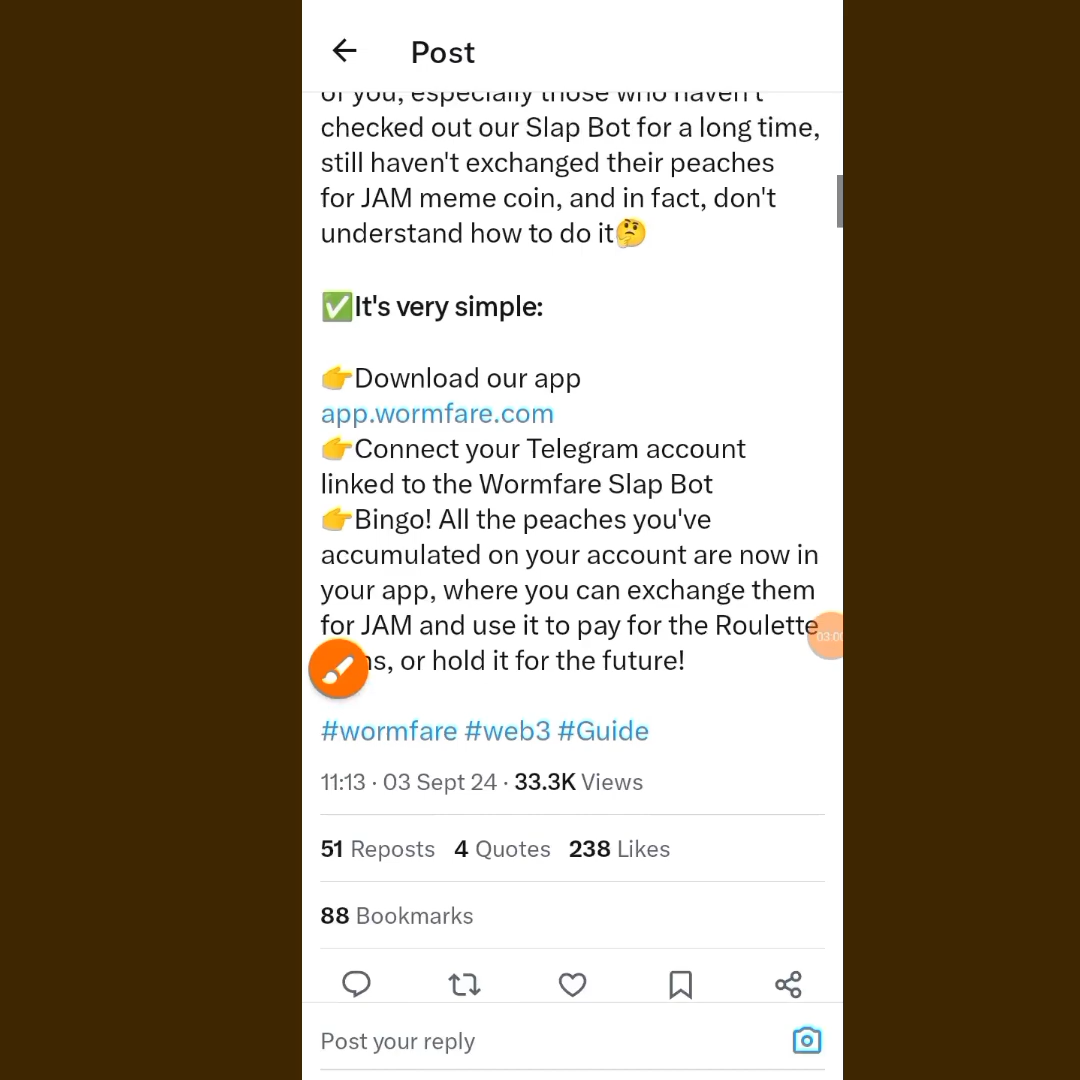 Post
of you, especially those who haven't
checked out our Slap Bot for a long time,
still haven't exchanged their peaches
for JAM meme coin, and in fact, don't
understand how to do it🤔
✅It's very simple:
👉Download our app
app.wormfare.com
👉Connect your Telegram account
linked to the Wormfare Slap Bot
👉Bingo! All the peaches you've
accumulated on your account are now in
your app, where you can exchange them
for JAM and use it to pay for the Roulette
or hold it for the future!
#wormfare #web3 #Guide
11:13 · 03 Sept 24 · 33.3K Views
51 Reposts 4 Quotes 238 Likes
88 Bookmarks
Post your reply